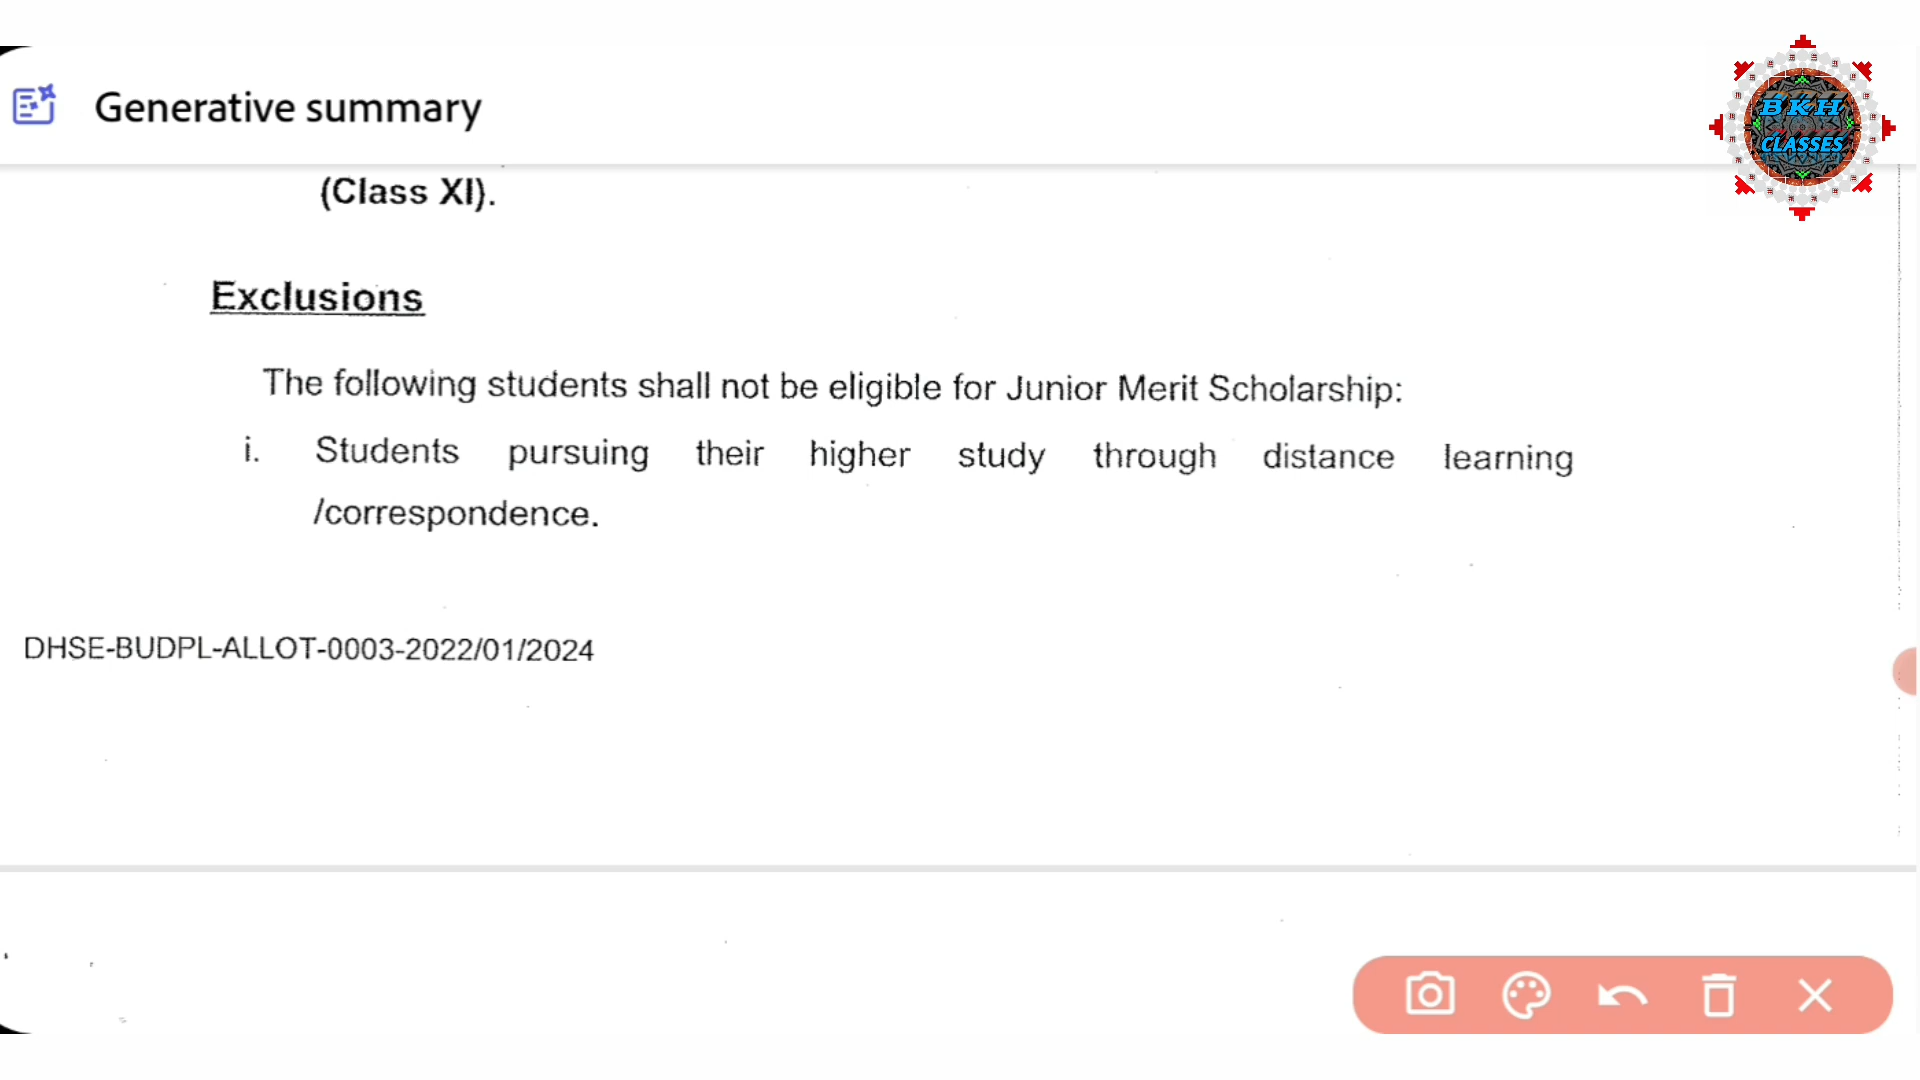 Generative summary
BKH
CLASSES
(Class XI).
Exclusions
The following students shall not be eligible for Junior Merit Scholarship:
i. Students pursuing their higher study through distance learning
/correspondence.
DHSE-BUDPL-ALLOT-0003-2022/01/2024